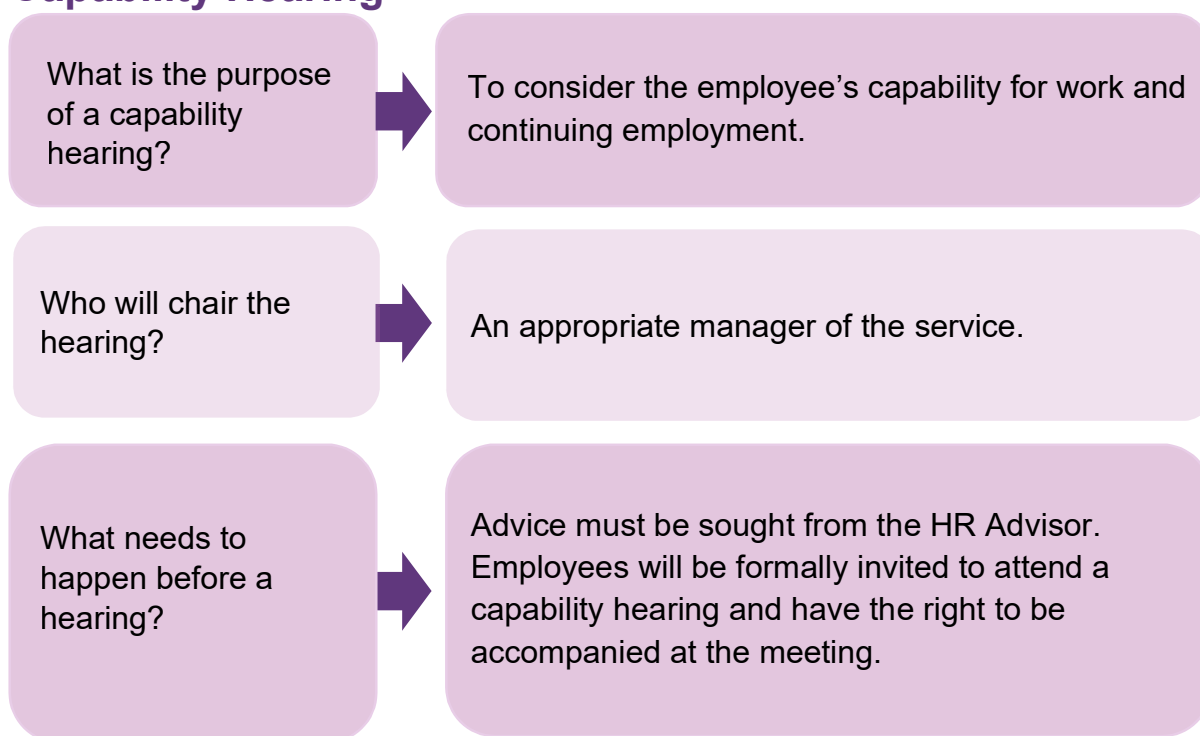 Capability Hearing
What is the purpose
of a capability
hearing?
To consider the employee’s capability for work and
continuing employment.
Who will chair the
hearing?
An appropriate manager of the service.
What needs to
happen before a
hearing?
Advice must be sought from the HR Advisor.
Employees will be formally invited to attend a
capability hearing and have the right to be
accompanied at the meeting.